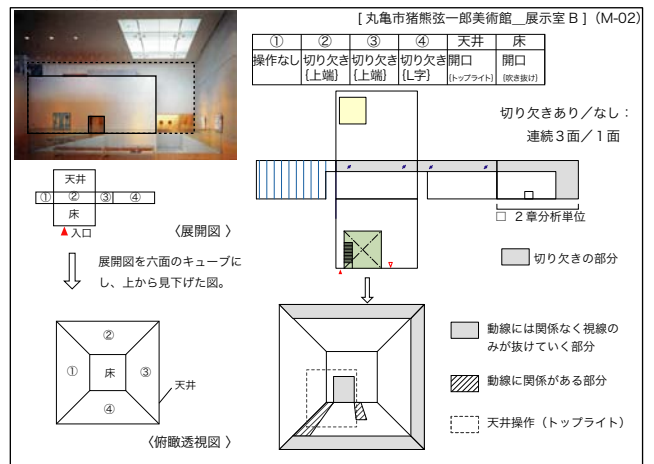 [ 丸亀市猪熊弦一郎美術館__展示室 B ]（M-02）
① ② ③ ④ 天井 床
操作なし 切り欠き 切り欠き 切り欠き 開口 開口
{上端} {上端} {L字} {トップライト} {吹き抜け}
切り欠きあり／なし：
連続３面／１面
天井
① ② ③ ④
床
▲入口
〈展開図 〉
□ ２章分析単位
切り欠きの部分
展開図を六面のキューブに
し、上から見下げた図。
②
① 床 ③
④
天井
〈俯瞰透視図 〉
動線には関係なく視線の
みが抜けていく部分
動線に関係がある部分
天井操作（トップライト）